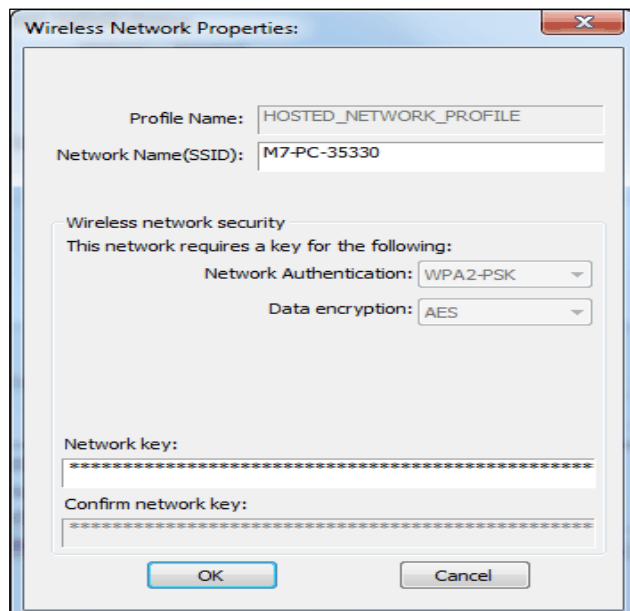 Wireless Network Properties:
Profile Name: HOSTED_NETWORK_PROFILE
Network Name(SSID): M7-PC-35330
Wireless network security
This network requires a key for the following:
Network Authentication: WPA2-PSK
Data encryption: AES
Network key:
**************************************************
Confirm network key:
**************************************************
OK Cancel